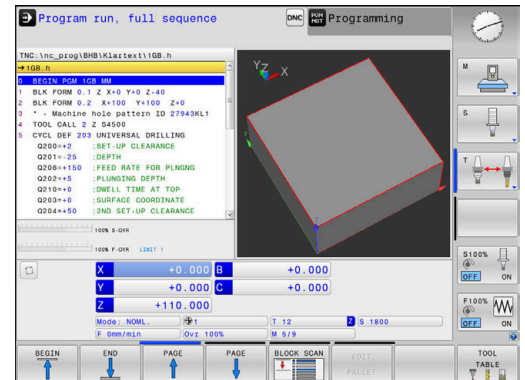 Program run, full sequence
DNC
PGM MGT
Programming
TNC:\nc_prog\BHB\Klartext\1GB.h
→1GB.h
0 BEGIN PGM 1GB MM
1 BLK FORM 0.1 Z X+0 Y+0 Z-40
2 BLK FORM 0.2 X+100 Y+100 Z+0
3 * - Machine hole pattern ID 27943KL1
4 TOOL CALL 2 Z S4500
5 CYCL DEF 203 UNIVERSAL DRILLING
Q200=+2 ;SET-UP CLEARANCE
Q201=-25 ;DEPTH
Q206=+150 ;FEED RATE FOR PLNGNG
Q202=+5 ;PLUNGING DEPTH
Q210=+0 ;DWELL TIME AT TOP
Q203=+0 ;SURFACE COORDINATE
Q204=+50 ;2ND SET-UP CLEARANCE
100% S-OVR
100% F-OVR LIMIT 1
Y Z X
M
S
T
S100%
OFF ON
F100%
OFF ON
X +0.000 B +0.000
Y +0.000 C +0.000
Z +110.000
Mode: NOML. 1 T 12 Z S 1800
F 0mm/min Ovr 100% M 5/9
BEGIN
END
PAGE
PAGE
BLOCK SCAN
EDIT PALLET
TOOL TABLE